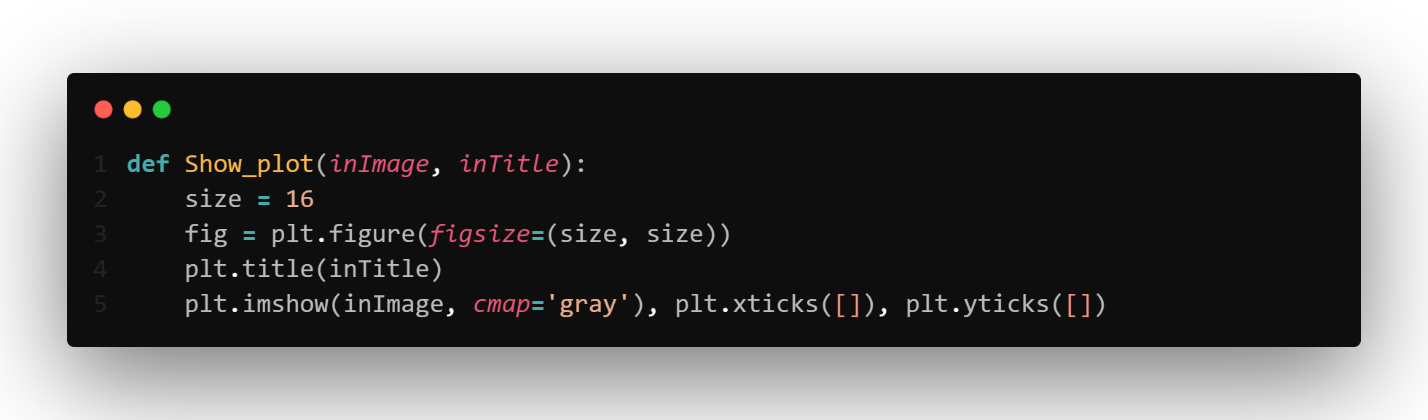 1 def Show_plot(inImage, inTitle):
2     size = 16
3     fig = plt.figure(figsize=(size, size))
4     plt.title(inTitle)
5     plt.imshow(inImage, cmap='gray'), plt.xticks([]), plt.yticks([])